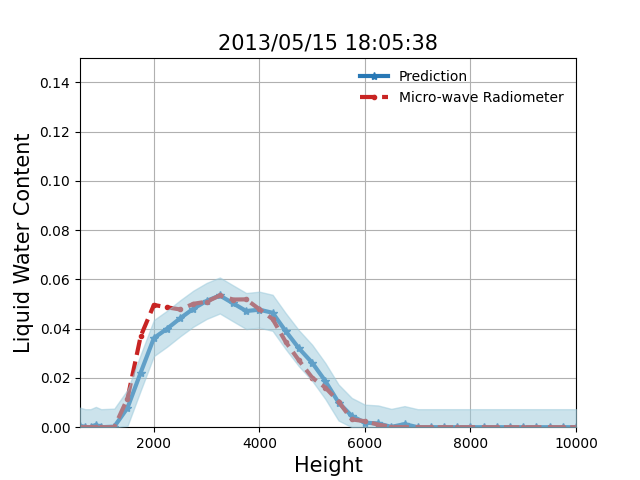 2013/05/15 18:05:38
Prediction
Micro-wave Radiometer
Liquid Water Content
0.14
0.12
0.10
0.08
0.06
0.04
0.02
0.00
2000 4000 6000 8000 10000
Height